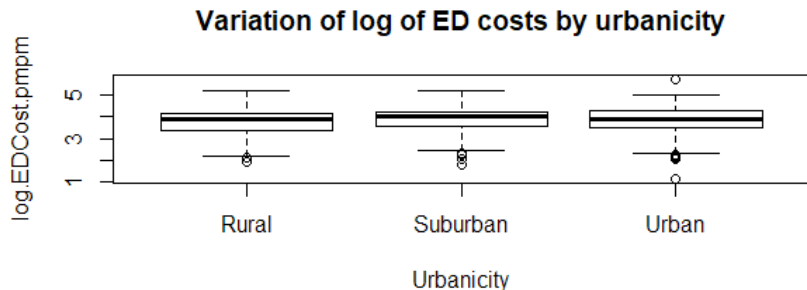 Variation of log of ED costs by urbanicity
log.EDCost.pmpm
5
3
1
Rural Suburban Urban
Urbanicity